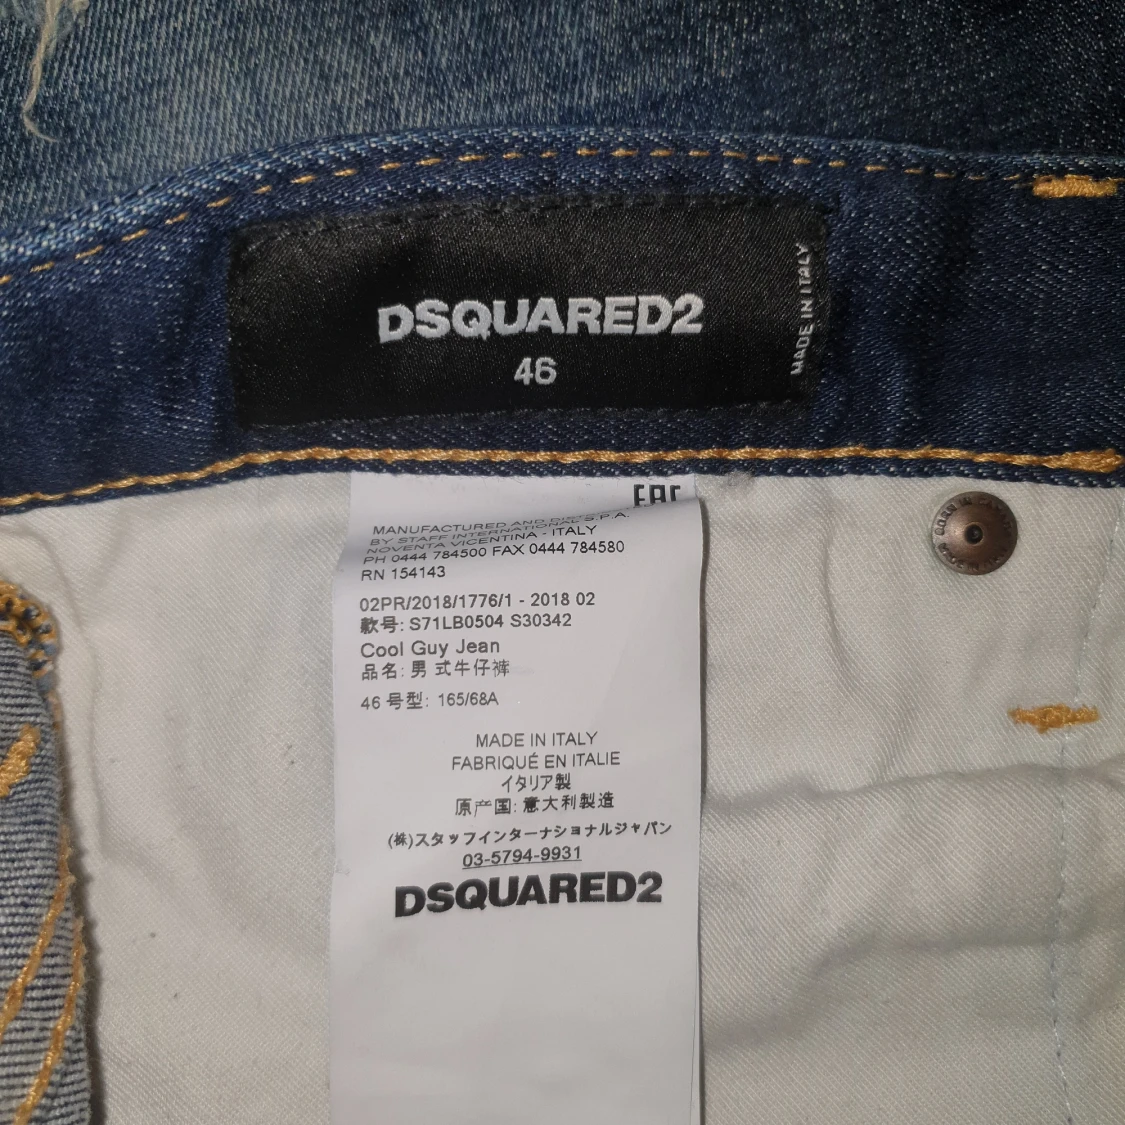 DSQUARED2
46
MADE IN ITALY
EAC
MANUFACTURED AND DISTRIBUTED
BY STAFF INTERNATIONAL S.P.A.
NOVENTA VICENTINA - ITALY
PH 0444 784500 FAX 0444 784580
RN 154143
02PR/2018/1776/1 - 2018 02
款号: S71LB0504 S30342
Cool Guy Jean
品名: 男 式牛仔裤
46 号型: 165/68A
MADE IN ITALY
FABRIQUÉ EN ITALIE
イタリア製
原产国: 意大利製造
(株)スタッフインターナショナルジャパン
03-5794-9931
DSQUARED2
BORN IN